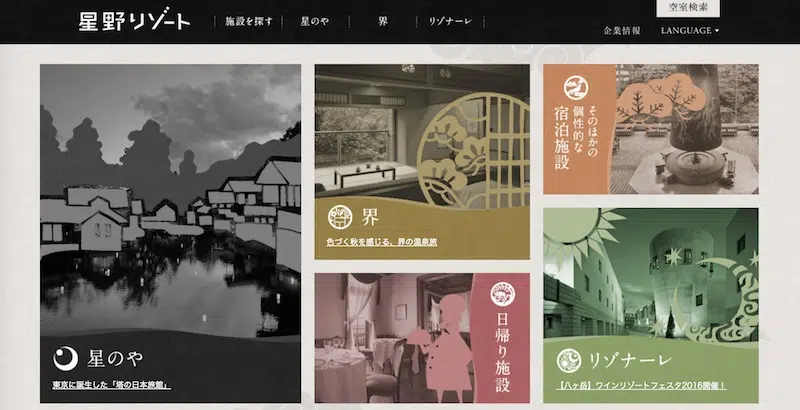 星野リゾート
施設を探す
星のや
界
リゾナーレ
空室検索
企業情報
LANGUAGE
星のや
東京に誕生した「塔の日本旅館」
界
色づく秋を感じる、界の温泉旅
日帰り施設
そのほかの
個性的な
宿泊施設
リゾナーレ
【八ヶ岳】ワインリゾートフェスタ2016開催！